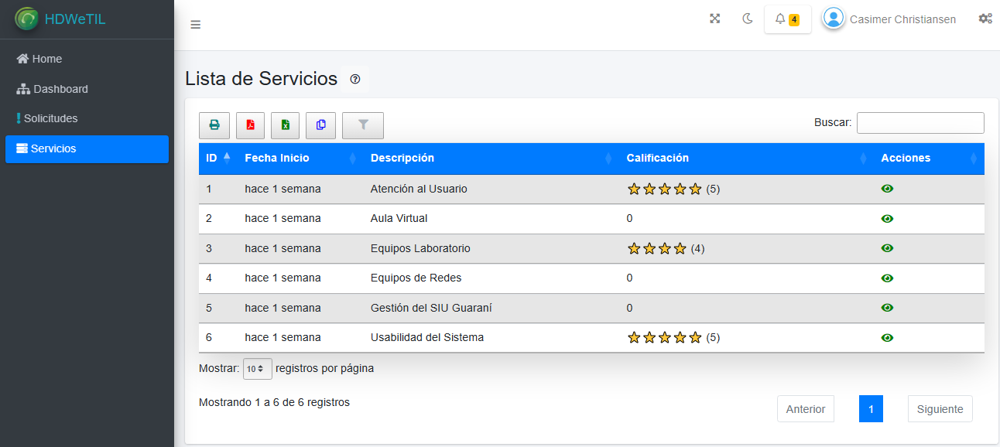 HDWeTIL
4
Casimer Christiansen
Home
Dashboard
Solicitudes
Servicios
Lista de Servicios
Buscar:
ID Fecha Inicio Descripción Calificación Acciones
1 hace 1 semana Atención al Usuario (5)
2 hace 1 semana Aula Virtual 0
3 hace 1 semana Equipos Laboratorio (4)
4 hace 1 semana Equipos de Redes 0
5 hace 1 semana Gestión del SIU Guaraní 0
6 hace 1 semana Usabilidad del Sistema (5)
Mostrar: 10 registros por página
Mostrando 1 a 6 de 6 registros
Anterior 1 Siguiente